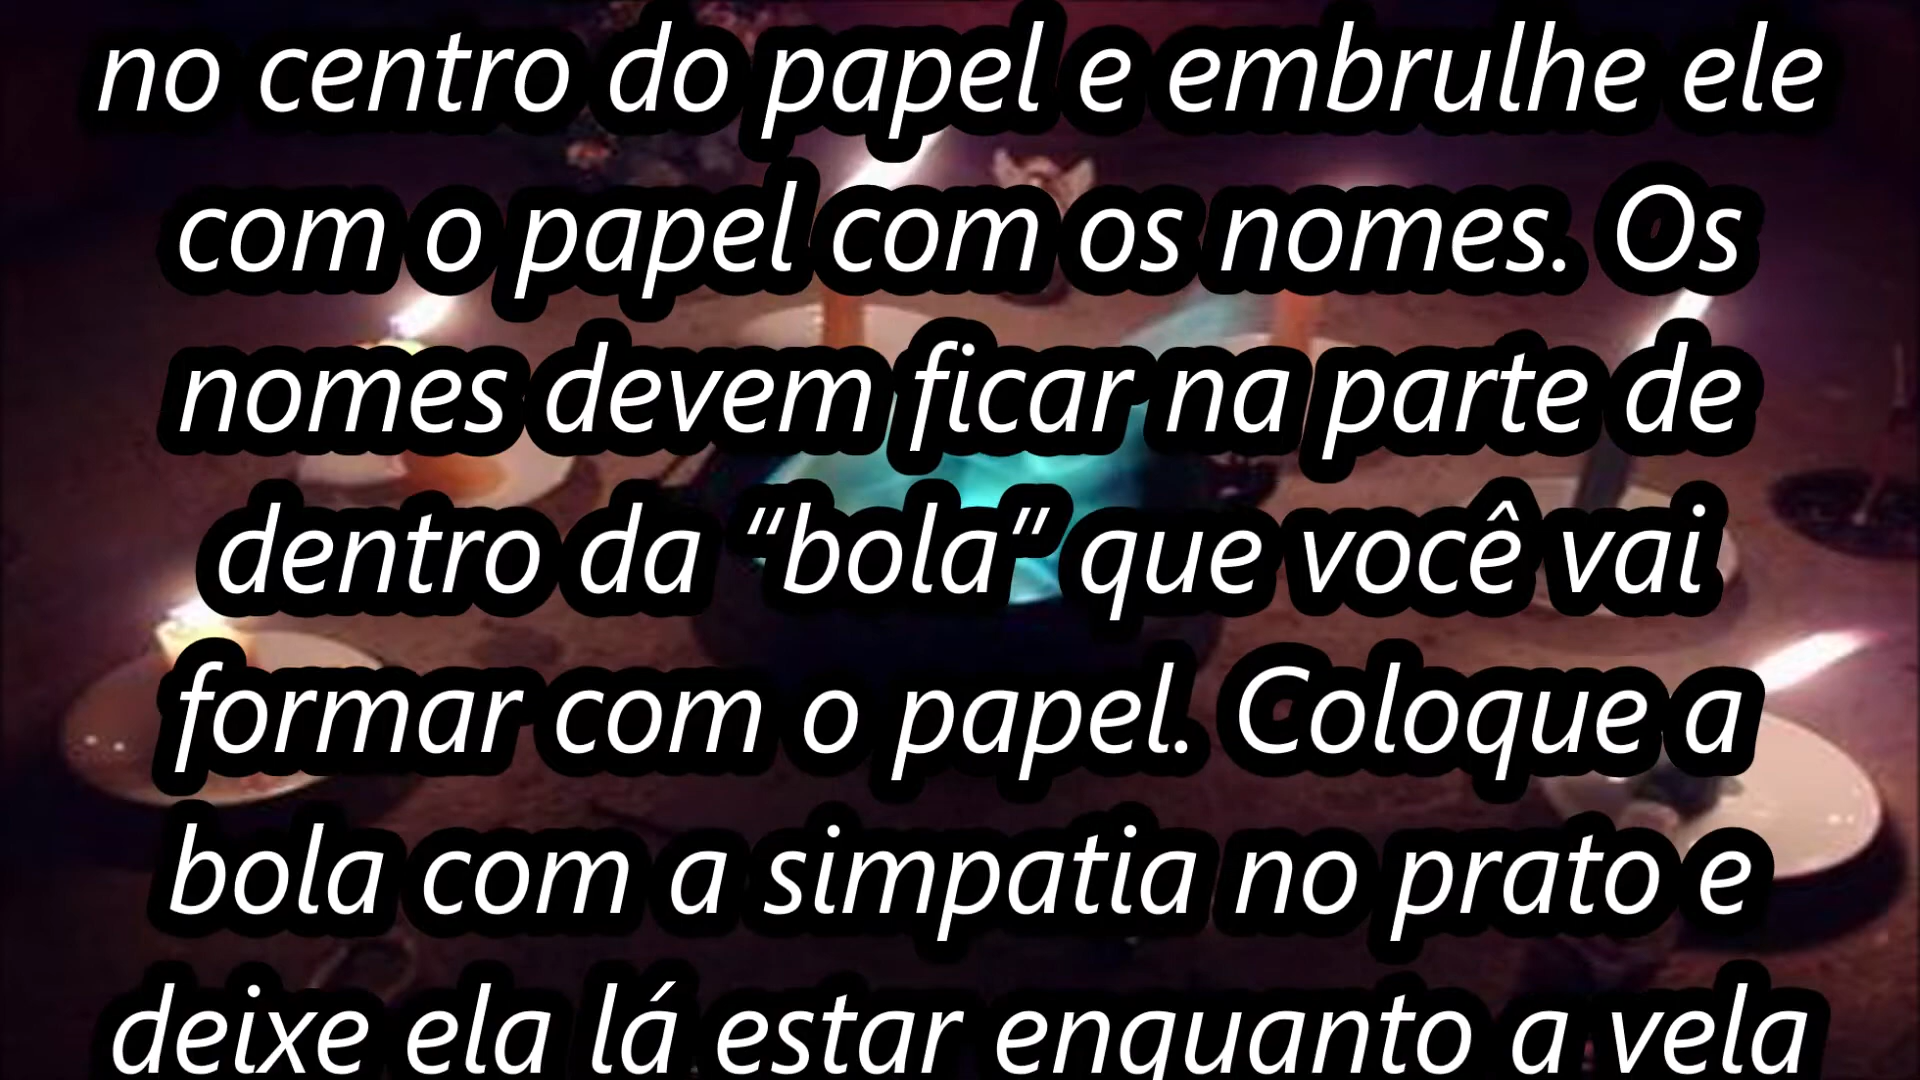 no centro do papel e embrulhe ele
com o papel com os nomes. Os
nomes devem ficar na parte de
dentro da “bola” que você vai
formar com o papel. Coloque a
bola com a simpatia no prato e
deixe ela lá estar enquanto a vela